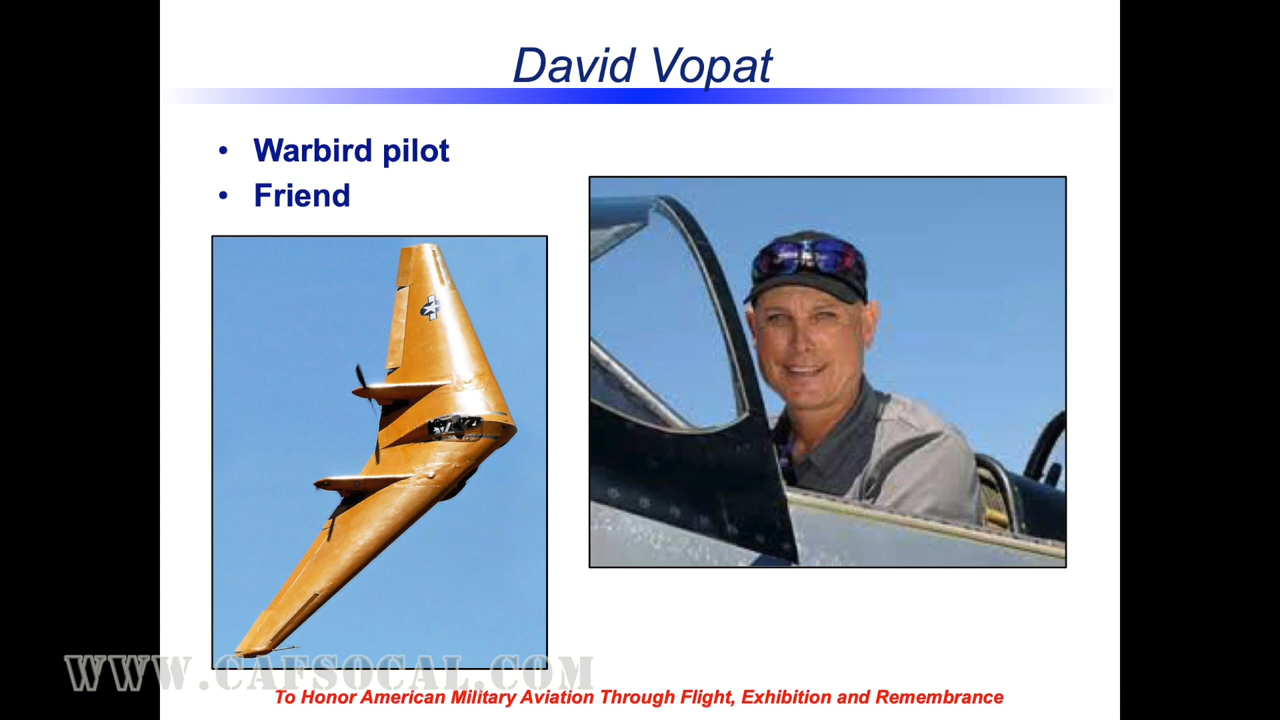 David Vopat
• Warbird pilot
• Friend
WWW.CAFSOCAL.COM
To Honor American Military Aviation Through Flight, Exhibition and Remembrance